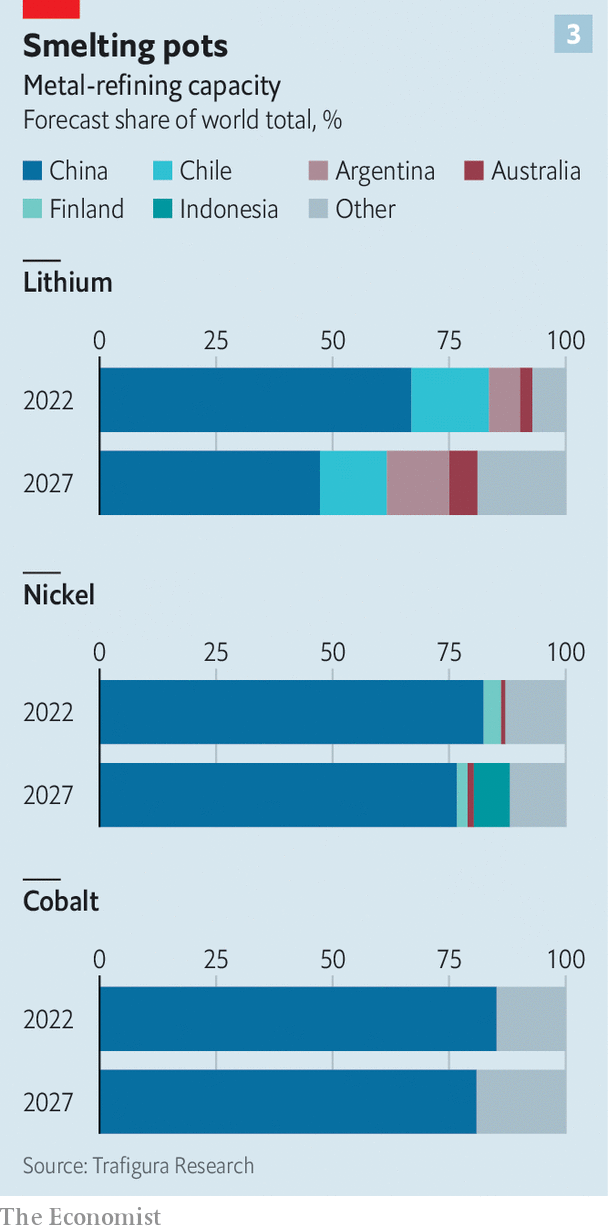 3
Smelting pots
Metal-refining capacity
Forecast share of world total, %
China Chile Argentina Australia
Finland Indonesia Other
Lithium
0 25 50 75 100
2022
2027
Nickel
0 25 50 75 100
2022
2027
Cobalt
0 25 50 75 100
2022
2027
Source: Trafigura Research
The Economist